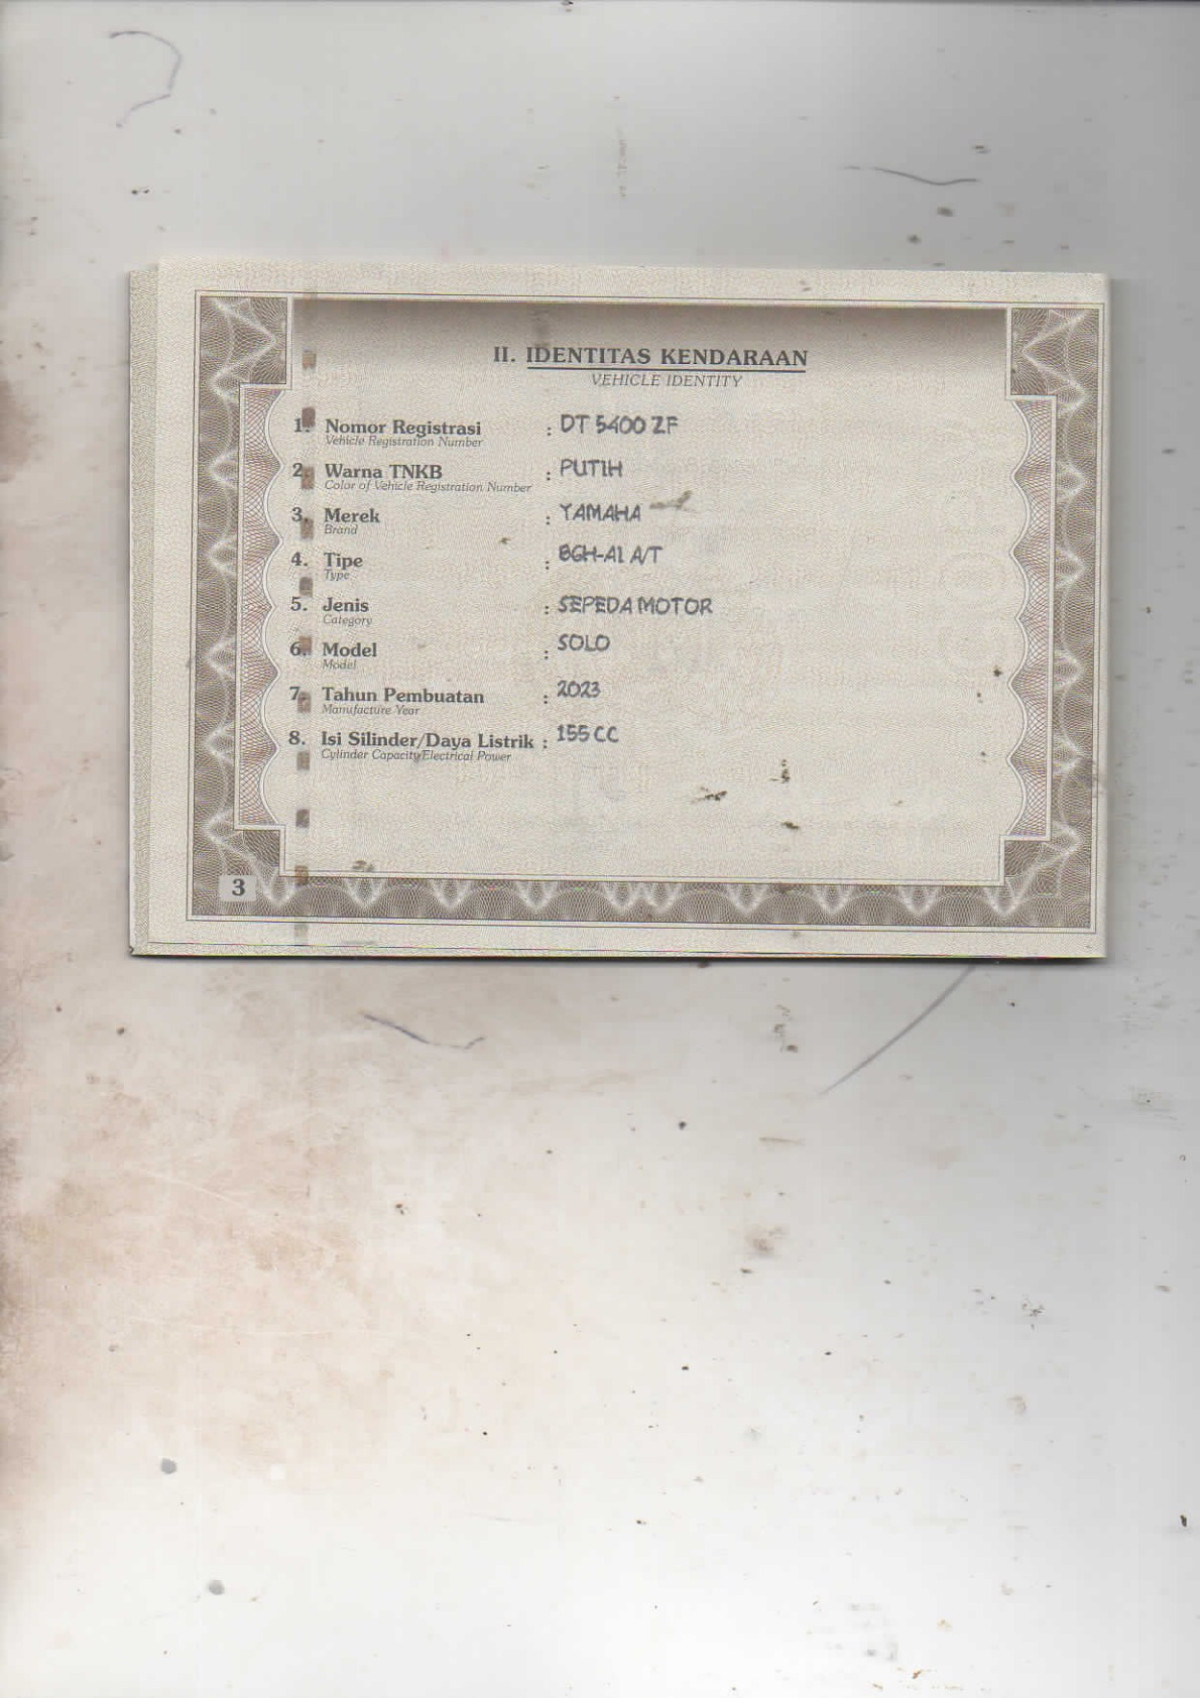 II. IDENTITAS KENDARAAN
VEHICLE IDENTITY
1. Nomor Registrasi : DT 5400 ZF
Vehicle Registration Number
2. Warna TNKB : PUTIH
Color of Vehicle Registration Number
3. Merek : YAMAHA
Brand
4. Tipe : BGH-A1 A/T
Type
5. Jenis : SEPEDA MOTOR
Category
6. Model : SOLO
Model
7. Tahun Pembuatan : 2023
Manufacture Year
8. Isi Silinder/Daya Listrik : 155 CC
Cylinder Capacity/Electrical Power
3